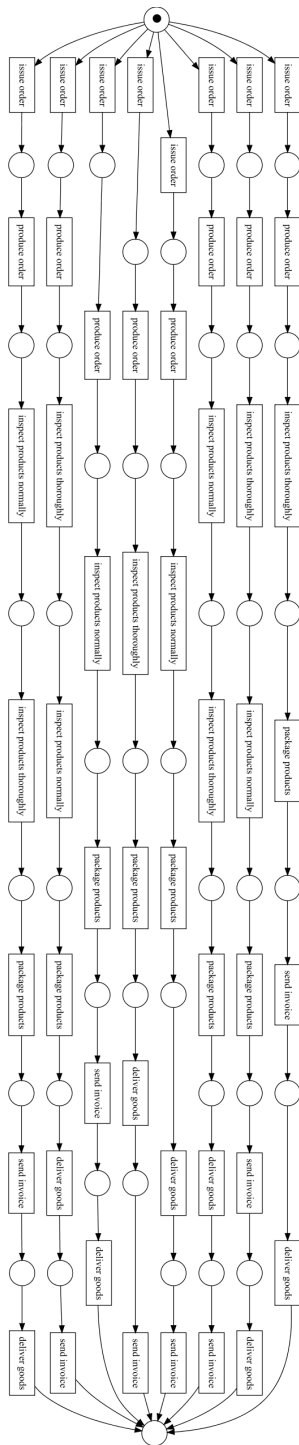 issue order
produce order
inspect products thoroughly
package products
send invoice
deliver goods
issue order
produce order
inspect products thoroughly
inspect products normally
package products
send invoice
deliver goods
issue order
produce order
inspect products normally
inspect products thoroughly
package products
deliver goods
send invoice
issue order
produce order
inspect products normally
package products
deliver goods
send invoice
issue order
produce order
inspect products thoroughly
package products
deliver goods
send invoice
issue order
produce order
inspect products normally
package products
send invoice
deliver goods
issue order
produce order
inspect products thoroughly
inspect products normally
package products
deliver goods
send invoice
issue order
produce order
inspect products normally
inspect products thoroughly
package products
send invoice
deliver goods